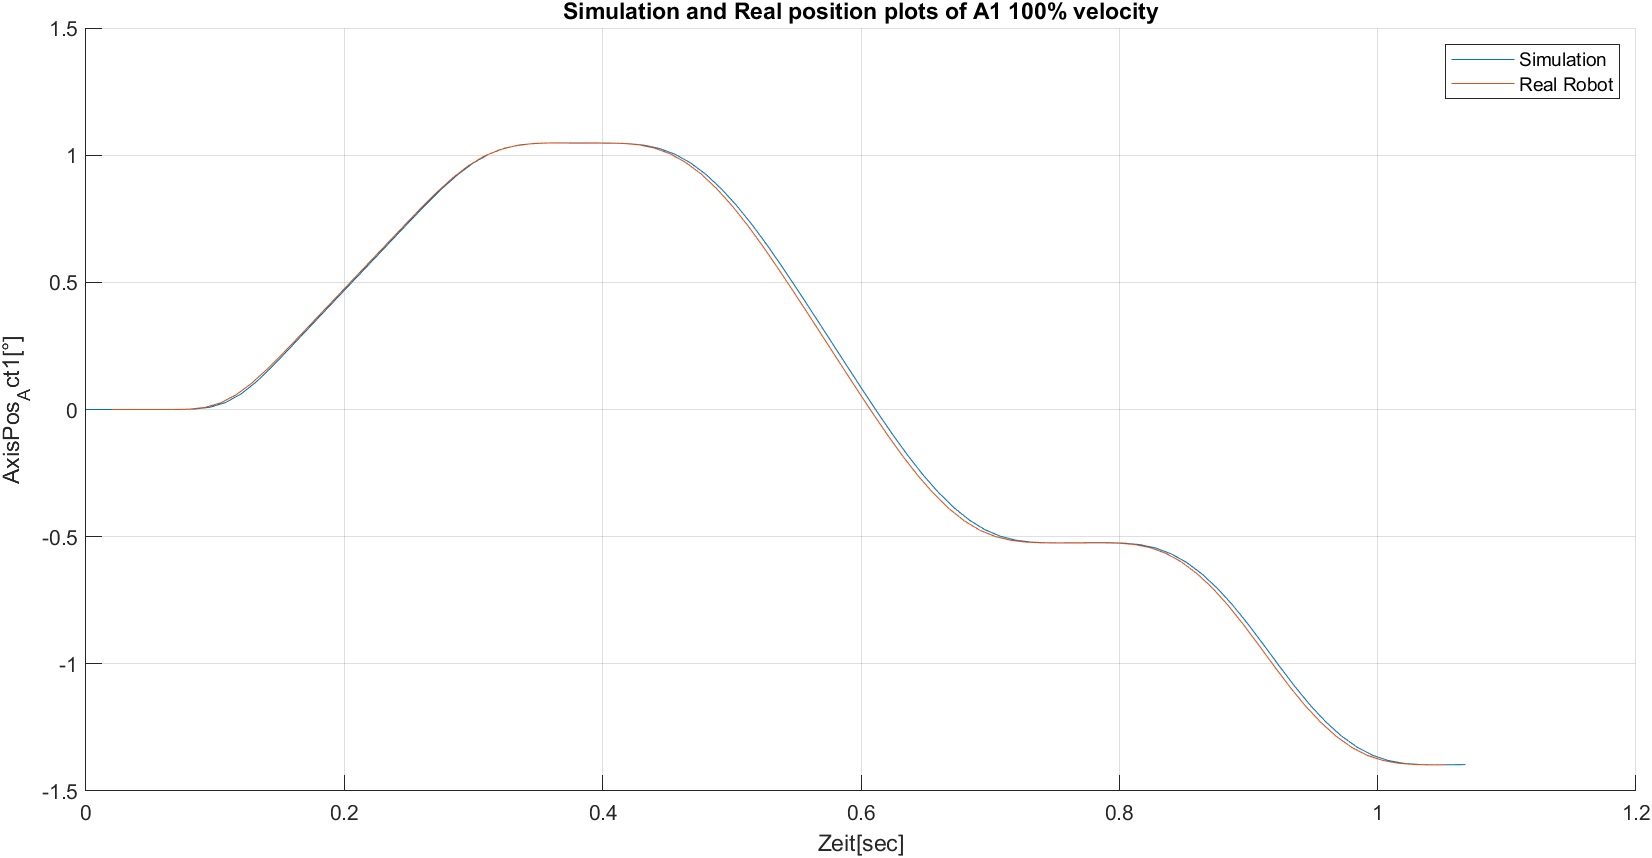 Simulation and Real position plots of A1 100% velocity
1.5
1
0.5
0
-0.5
-1
-1.5
AxisPos_Act1[°]
Simulation
Real Robot
0
0.2
0.4
0.6
0.8
1
1.2
Zeit[sec]